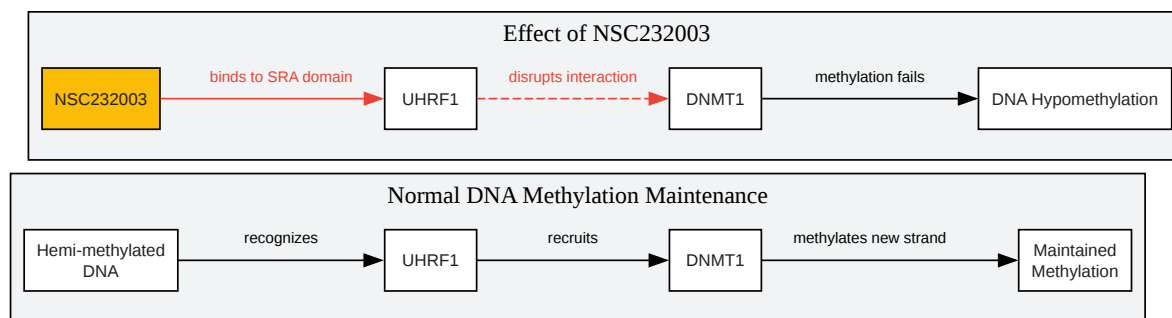 Effect of NSC232003
binds to SRA domain
disrupts interaction
methylation fails
NSC232003
UHRF1
DNMT1
DNA Hypomethylation
Normal DNA Methylation Maintenance
recognizes
recruits
methylates new strand
Hemi-methylated
DNA
UHRF1
DNMT1
Maintained
Methylation